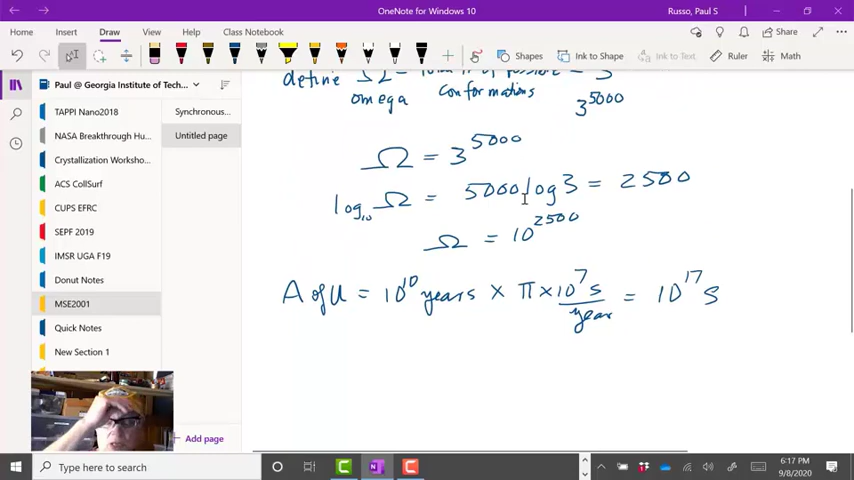 OneNote for Windows 10
Russo, Paul S
Home Insert Draw View Help Class Notebook
Share
Shapes Ink to Shape Ink to Text Ruler Math
Paul @ Georgia Institute of Tech...
TAPPI Nano2018
NASA Breakthrough Hu...
Crystallization Worksho...
ACS CollSurf
CUPS EFRC
SEPF 2019
IMSR UGA F19
Donut Notes
MSE2001
Quick Notes
New Section 1
Synchronous...
Untitled page
Add page
define Ω = total # of possible = 3
omega conformations 3^5000
Ω = 3^5000
log₁₀ Ω = 5000 log 3 = 2500
Ω = 10^2500
A of U = 10^10 years × π × 10^7 s/year = 10^17 s
Type here to search
6:17 PM
9/8/2020